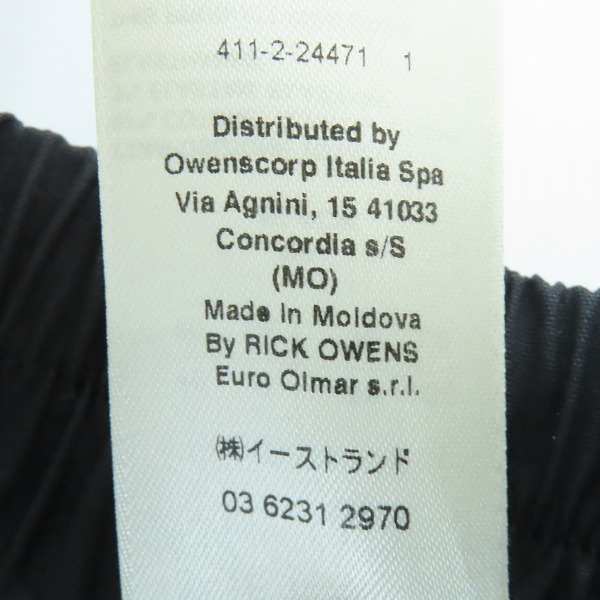 411-2-24471 1
Distributed by
Owenscorp Italia Spa
Via Agnini, 15 41033
Concordia s/S
(MO)
Made in Moldova
By RICK OWENS
Euro Olmar s.r.l.
㈱イーストランド
03 6231 2970